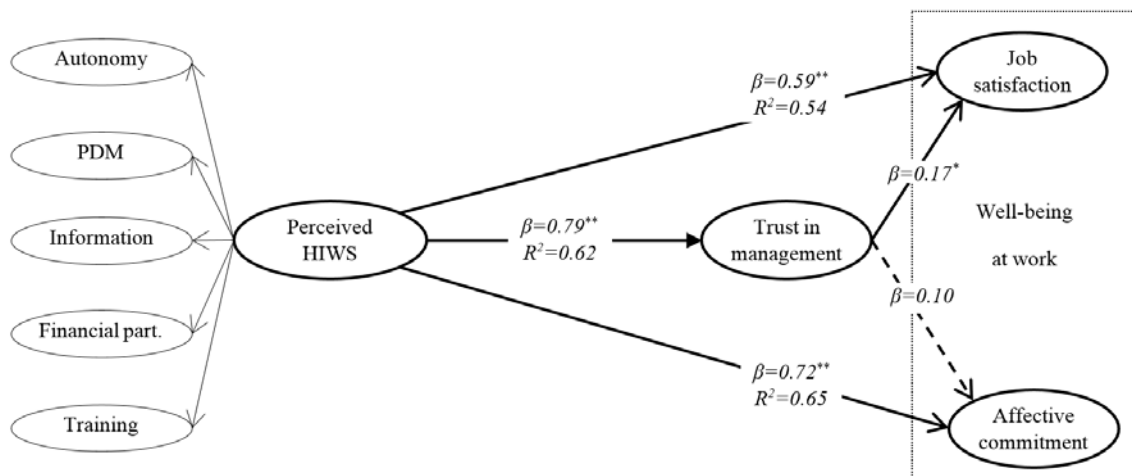 Autonomy
PDM
Information
Financial part.
Training
Perceived
HIWS
β=0.59**
R²=0.54
β=0.79**
R²=0.62
β=0.72**
R²=0.65
Trust in
management
β=0.17*
β=0.10
Job
satisfaction
Well-being
at work
Affective
commitment